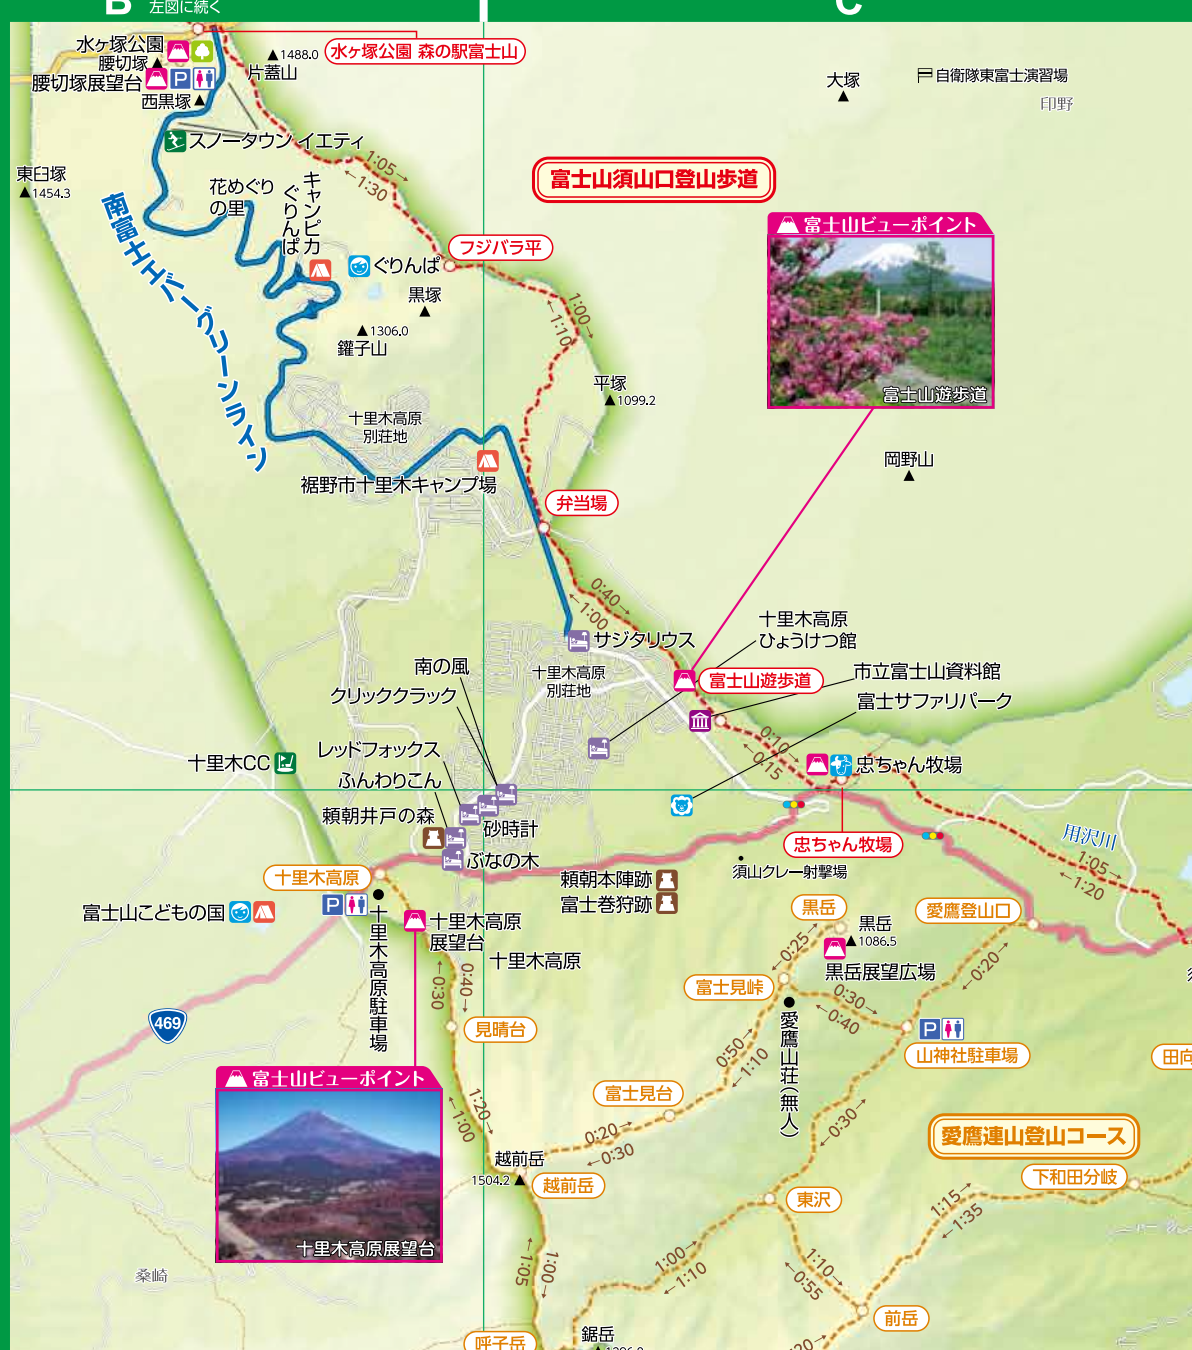 B
左図に続く
C
水ヶ塚公園
腰切塚
腰切塚展望台
P
西黒塚
1488.0
片蓋山
水ヶ塚公園 森の駅富士山
大塚
自衛隊東富士演習場
印野
スノータウン イエティ
東臼塚
1454.3
1:05→
←1:30
富士山須山口登山歩道
花めぐり
の里
キャンピカ
ぐりんぱ
南富士エバーグリーンライン
ぐりんぱ
フジバラ平
黒塚
1306.0
鑵子山
1:00→
←1:10
富士山ビューポイント
富士山遊歩道
平塚
1099.2
十里木高原
別荘地
岡野山
裾野市十里木キャンプ場
弁当場
0:40→
←1:00
サジタリウス
十里木高原
ひょうけつ館
南の風
十里木高原
別荘地
富士山遊歩道
市立富士山資料館
クリッククラック
富士サファリパーク
0:10→
←0:15
レッドフォックス
十里木CC
忠ちゃん牧場
ふんわりこん
頼朝井戸の森
砂時計
ぶなの木
忠ちゃん牧場
用沢川
1:05→
←1:20
十里木高原
須山クレー射撃場
頼朝本陣跡
富士巻狩跡
P
富士山こどもの国
十里木高原駐車場
十里木高原
展望台
十里木高原
黒岳
黒岳
1086.5
黒岳展望広場
愛鷹登山口
←0:25
←0:20→
←0:30
0:40→
富士見峠
0:30→
←0:40
469
見晴台
愛鷹山荘(無人)
P
山神社駐車場
田向
0:50→
←1:10
富士山ビューポイント
十里木高原展望台
富士見台
1:20→
←1:00
0:20→
←0:30
←0:30→
愛鷹連山登山コース
越前岳
1504.2
越前岳
下和田分岐
東沢
1:15→
←1:35
桑崎
←1:05
1:00→
1:00→
←1:10
1:10→
←0:55
前岳
呼子岳
鋸岳